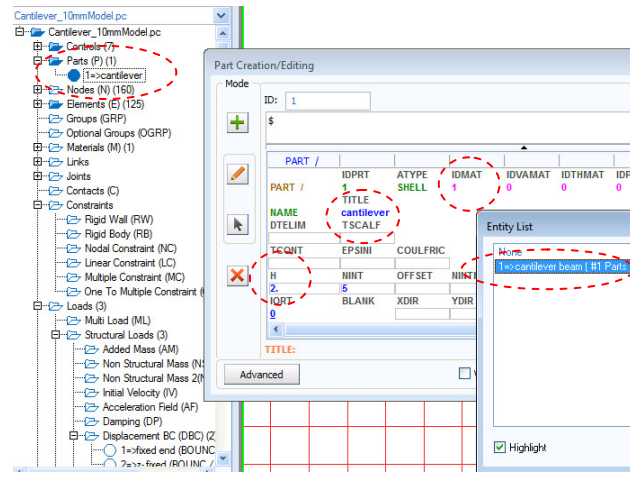 Cantilever_10mmModel.pc
Cantilever_10mmModel.pc
Controls (7)
Parts (P) (1)
1=>cantilever
Nodes (N) (160)
Elements (E) (125)
Groups (GRP)
Optional Groups (OGRP)
Materials (M) (1)
Links
Joints
Contacts (C)
Constraints
Rigid Wall (RW)
Rigid Body (RB)
Nodal Constraint (NC)
Linear Constraint (LC)
Multiple Constraint (MC)
One To Multiple Constraint (
Loads (3)
Multi Load (ML)
Structural Loads (3)
Added Mass (AM)
Non Structural Mass (NS
Non Structural Mass 2(N
Initial Velocity (IV)
Acceleration Field (AF)
Damping (DP)
Displacement BC (DBC) (2)
1=>fixed end (BOUNC
2=>z-fixed (BOUNC /
Part Creation/Editing
Mode
ID: 1
$
PART /
IDPRT ATYPE IDMAT IDVAMAT IDTHMAT IDP
PART / 1 SHELL 1 0 0 0
TITLE
NAME cantilever
DTELIM TSCALF
TCONT EPSINI COULFRIC
H NINT OFFSET NINTH
2. 5
IORT BLANK XDIR YDIR
0
TITLE:
Advanced
Entity List
None
1=>cantilever beam ( #1 Parts
Highlight